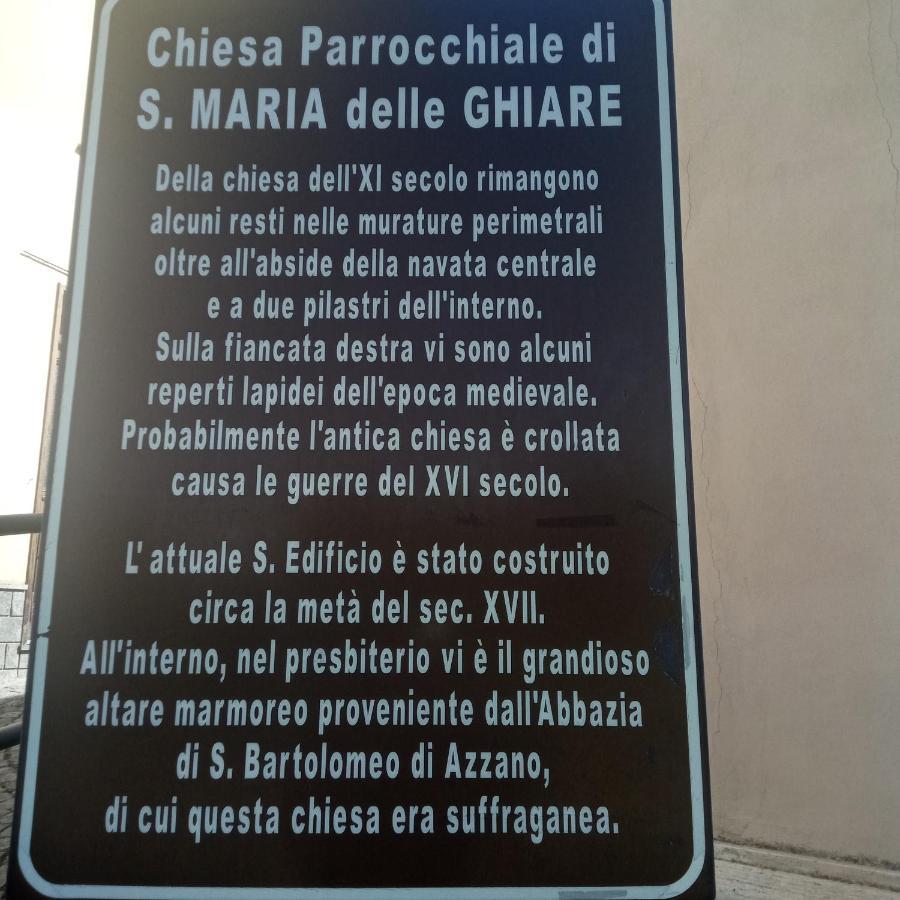 Chiesa Parrocchiale di
S. MARIA delle GHIARE
Della chiesa dell'XI secolo rimangono
alcuni resti nelle murature perimetrali
oltre all'abside della navata centrale
e a due pilastri dell'interno.
Sulla fiancata destra vi sono alcuni
reperti lapidei dell'epoca medievale.
Probabilmente l'antica chiesa è crollata
causa le guerre del XVI secolo.
L' attuale S. Edificio è stato costruito
circa la metà del sec. XVII.
All'interno, nel presbiterio vi è il grandioso
altare marmoreo proveniente dall'Abbazia
di S. Bartolomeo di Azzano,
di cui questa chiesa era suffraganea.